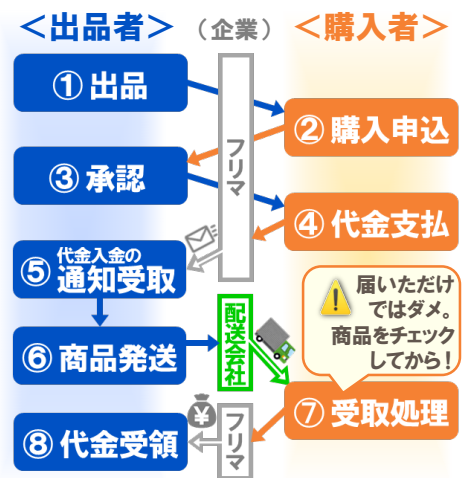 ＜出品者＞
（企業）
＜購入者＞
①出品
②購入申込
フリマ
③承認
④代金支払
代金入金の
⑤通知受取
届いただけ
ではダメ。
商品をチェック
してから！
⑥商品発送
配送会社
⑦受取処理
¥
フリマ
⑧代金受領